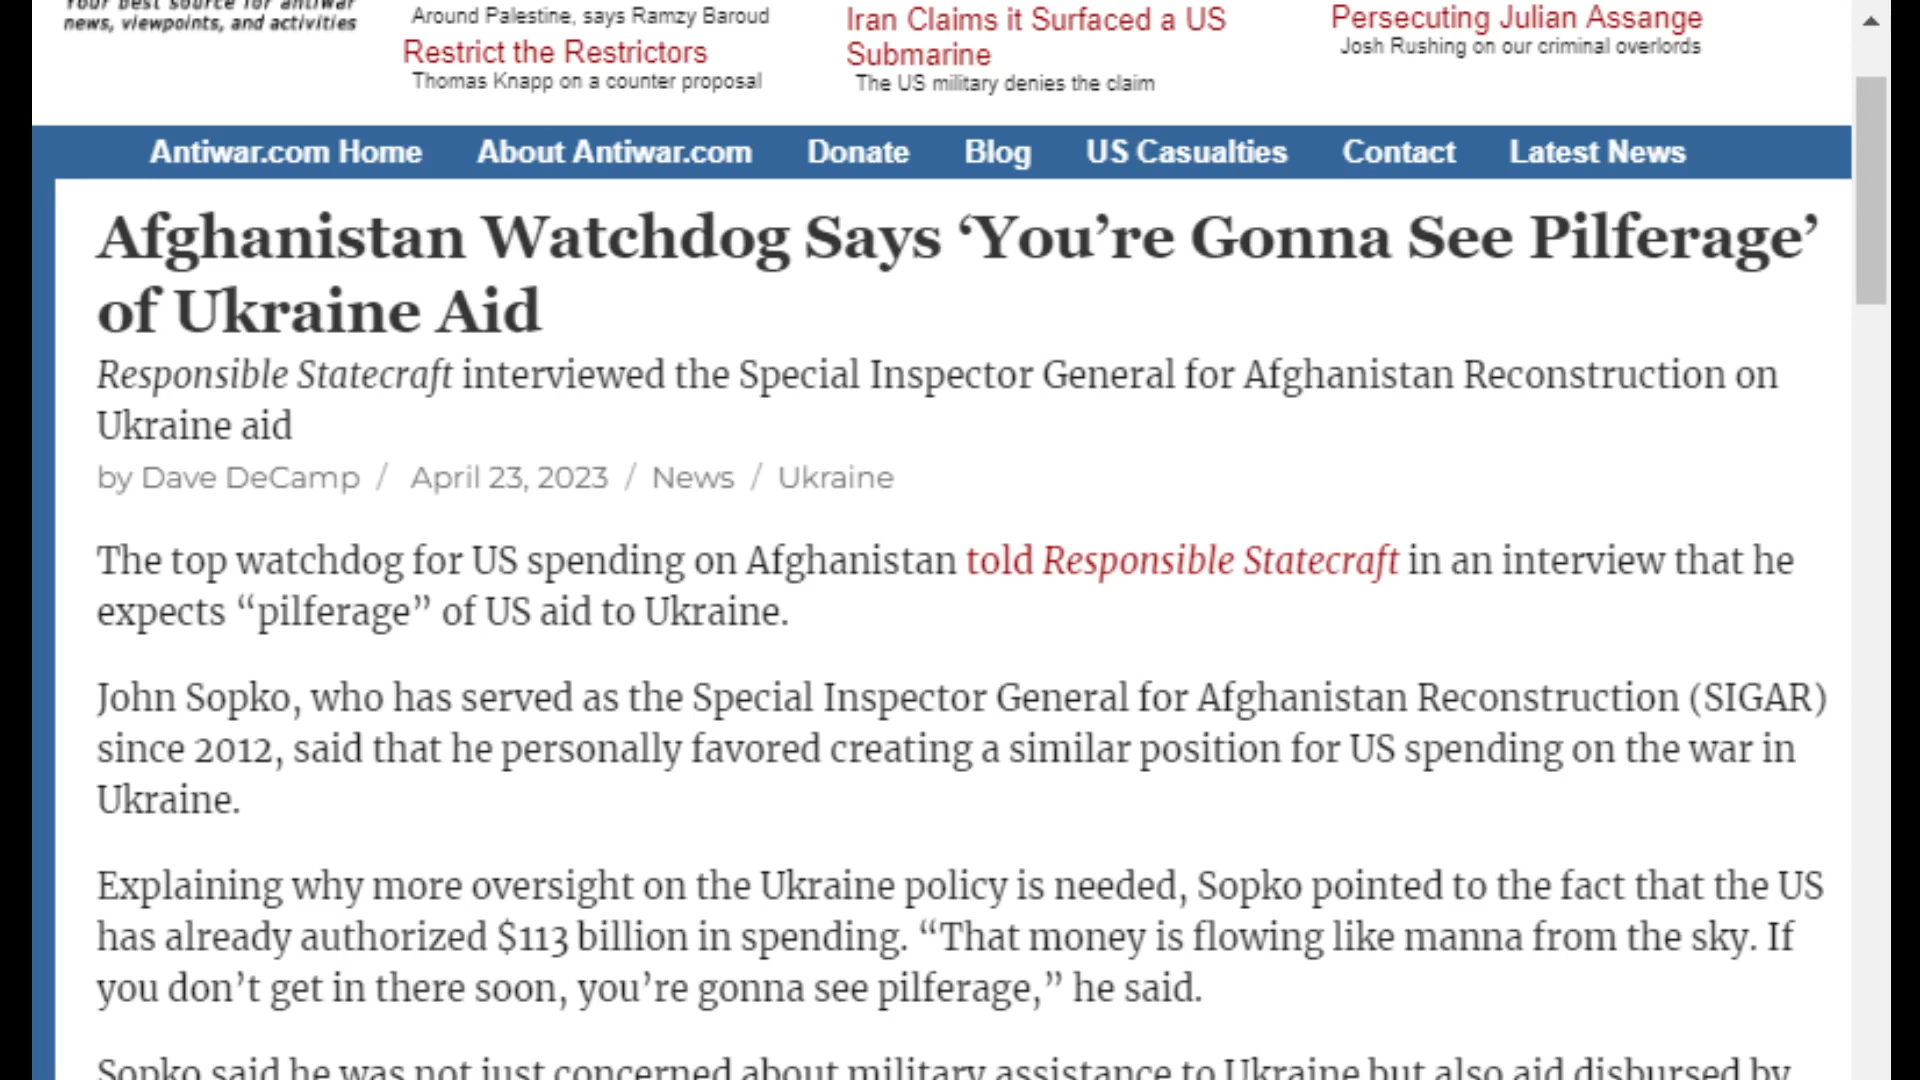 Your best source for antiwar
news, viewpoints, and activities
Around Palestine, says Ramzy Baroud
Restrict the Restrictors
Thomas Knapp on a counter proposal
Iran Claims it Surfaced a US
Submarine
The US military denies the claim
Persecuting Julian Assange
Josh Rushing on our criminal overlords
Antiwar.com Home About Antiwar.com Donate Blog US Casualties Contact Latest News
Afghanistan Watchdog Says ‘You’re Gonna See Pilferage’
of Ukraine Aid
Responsible Statecraft interviewed the Special Inspector General for Afghanistan Reconstruction on
Ukraine aid
by Dave DeCamp / April 23, 2023 / News / Ukraine
The top watchdog for US spending on Afghanistan told Responsible Statecraft in an interview that he
expects “pilferage” of US aid to Ukraine.
John Sopko, who has served as the Special Inspector General for Afghanistan Reconstruction (SIGAR)
since 2012, said that he personally favored creating a similar position for US spending on the war in
Ukraine.
Explaining why more oversight on the Ukraine policy is needed, Sopko pointed to the fact that the US
has already authorized $113 billion in spending. “That money is flowing like manna from the sky. If
you don’t get in there soon, you’re gonna see pilferage,” he said.
Sopko said he was not just concerned about military assistance to Ukraine but also aid disbursed by